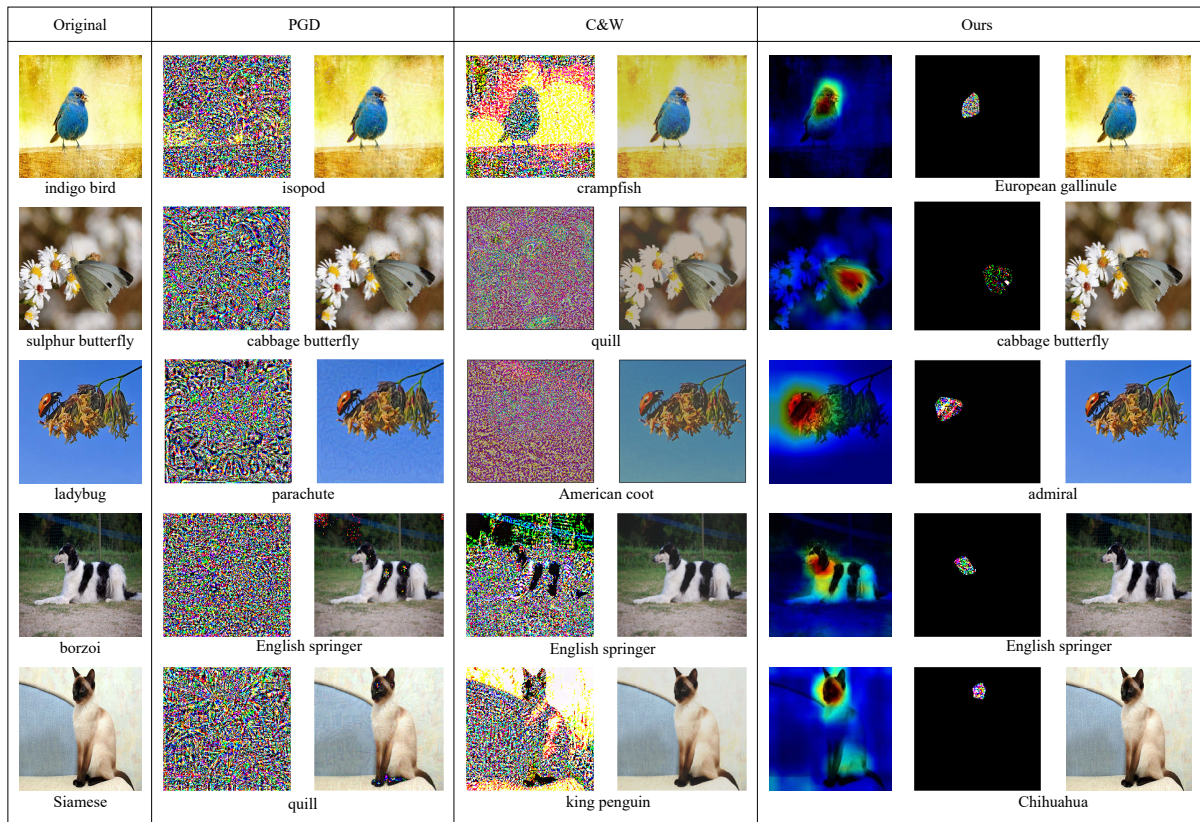 Original PGD C&W Ours
indigo bird isopod crampfish European gallinule
sulphur butterfly cabbage butterfly quill cabbage butterfly
ladybug parachute American coot admiral
borzoi English springer English springer English springer
Siamese quill king penguin Chihuahua